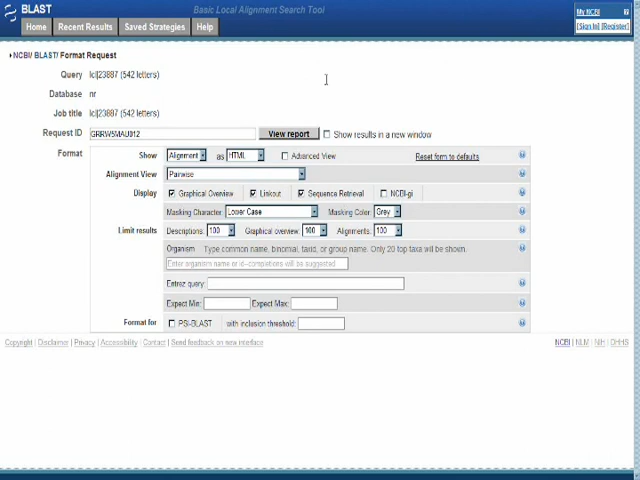 BLAST
Basic Local Alignment Search Tool
My NCBI
[Sign In] [Register]
Home Recent Results Saved Strategies Help
NCBI/ BLAST/ Format Request
Query lcl|23887 (542 letters)
Database nr
Job title lcl|23887 (542 letters)
Request ID GRRW5MAU012 View report Show results in a new window
Format Show Alignment as HTML Advanced View Reset form to defaults
Alignment View Pairwise
Display Graphical Overview Linkout Sequence Retrieval NCBI-gi
Masking Character: Lower Case Masking Color: Grey
Limit results Descriptions: 100 Graphical overview: 100 Alignments: 100
Organism Type common name, binomial, taxid, or group name. Only 20 top taxa will be shown.
Enter organism name or id--completions will be suggested
Entrez query:
Expect Min: Expect Max:
Format for PSI-BLAST with inclusion threshold:
Copyright | Disclaimer | Privacy | Accessibility | Contact | Send feedback on new interface
NCBI | NLM | NIH | DHHS